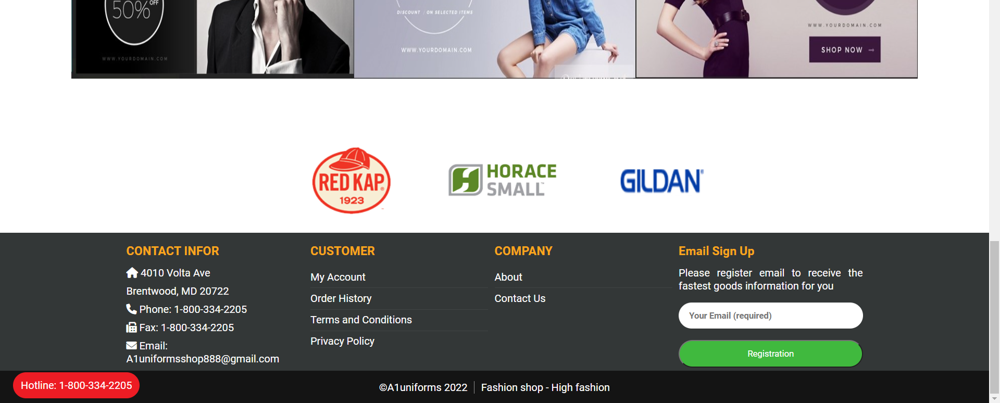 50% OFF
WWW.YOURDOMAIN.COM
DISCOUNT / ON SELECTED ITEMS
WWW.YOURDOMAIN.COM
WWW.YOURDOMAIN.COM
SHOP NOW →
RED KAP®
1923
HORACE
SMALL™
GILDAN®
CONTACT INFOR
4010 Volta Ave
Brentwood, MD 20722
Phone: 1-800-334-2205
Fax: 1-800-334-2205
Email:
A1uniformsshop888@gmail.com
CUSTOMER
My Account
Order History
Terms and Conditions
Privacy Policy
COMPANY
About
Contact Us
Email Sign Up
Please register email to receive the
fastest goods information for you
Your Email (required)
Registration
Hotline: 1-800-334-2205
©A1uniforms 2022
Fashion shop - High fashion